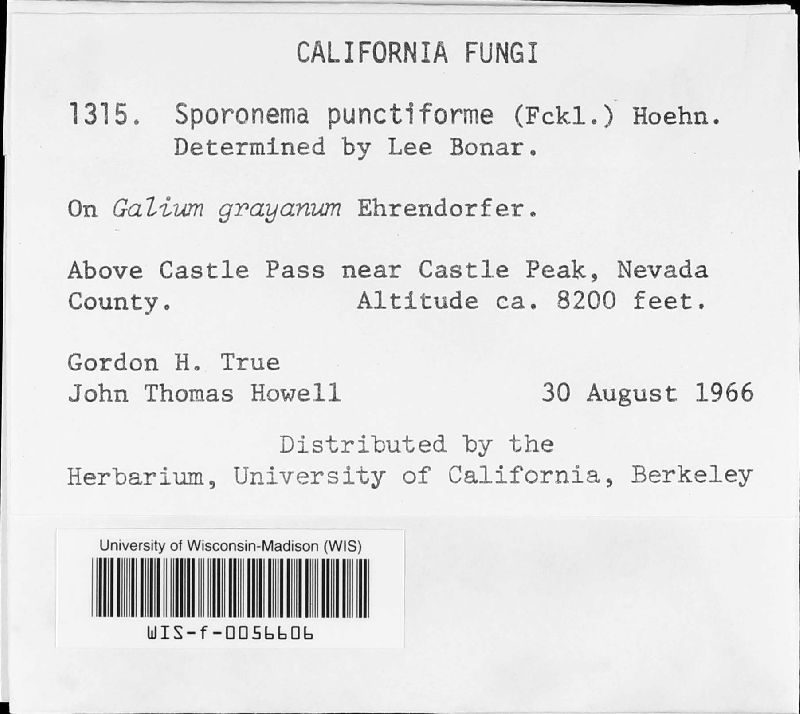 CALIFORNIA FUNGI
1315. Sporonema punctiforme (Fckl.) Hoehn.
Determined by Lee Bonar.
On Galium grayanum Ehrendorfer.
Above Castle Pass near Castle Peak, Nevada
County. Altitude ca. 8200 feet.
Gordon H. True
John Thomas Howell 30 August 1966
Distributed by the
Herbarium, University of California, Berkeley
University of Wisconsin-Madison (WIS)
WIS-f-0056606